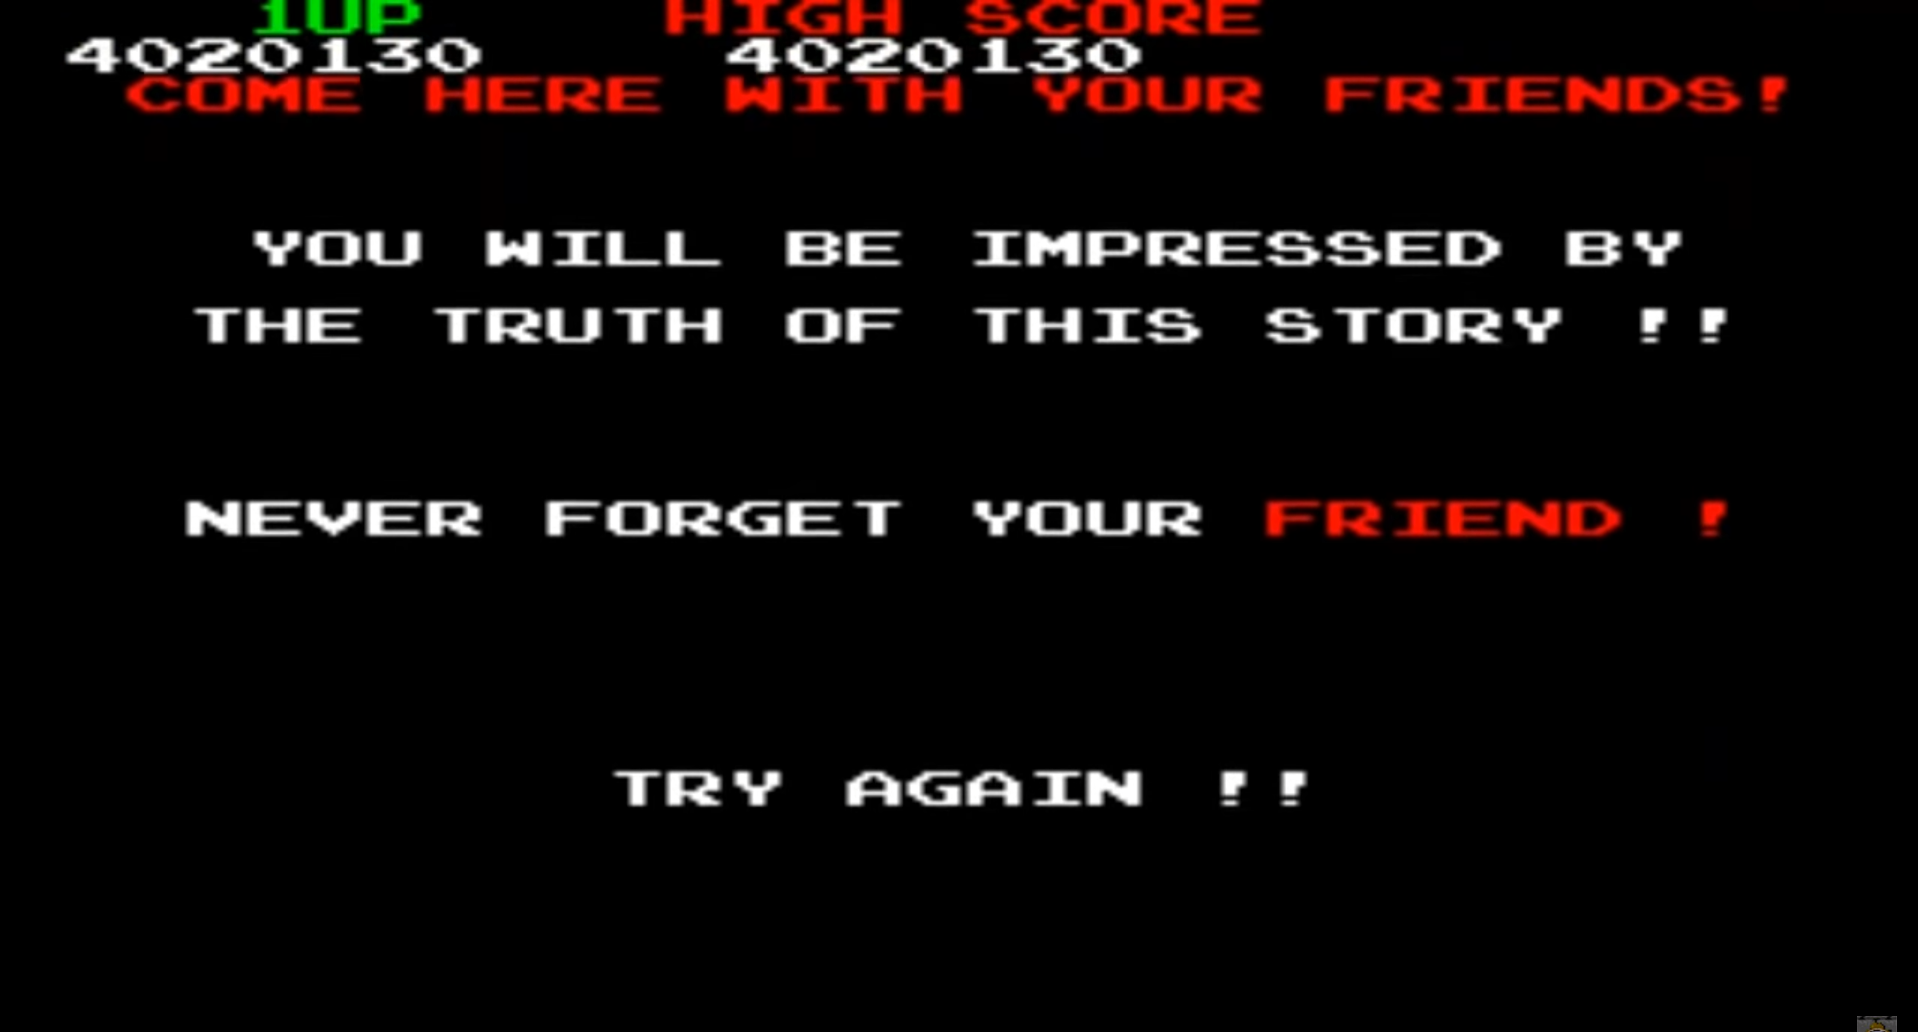 1UP HIGH SCORE
4020130 4020130
COME HERE WITH YOUR FRIENDS!
YOU WILL BE IMPRESSED BY
THE TRUTH OF THIS STORY !!
NEVER FORGET YOUR FRIEND !
TRY AGAIN !!